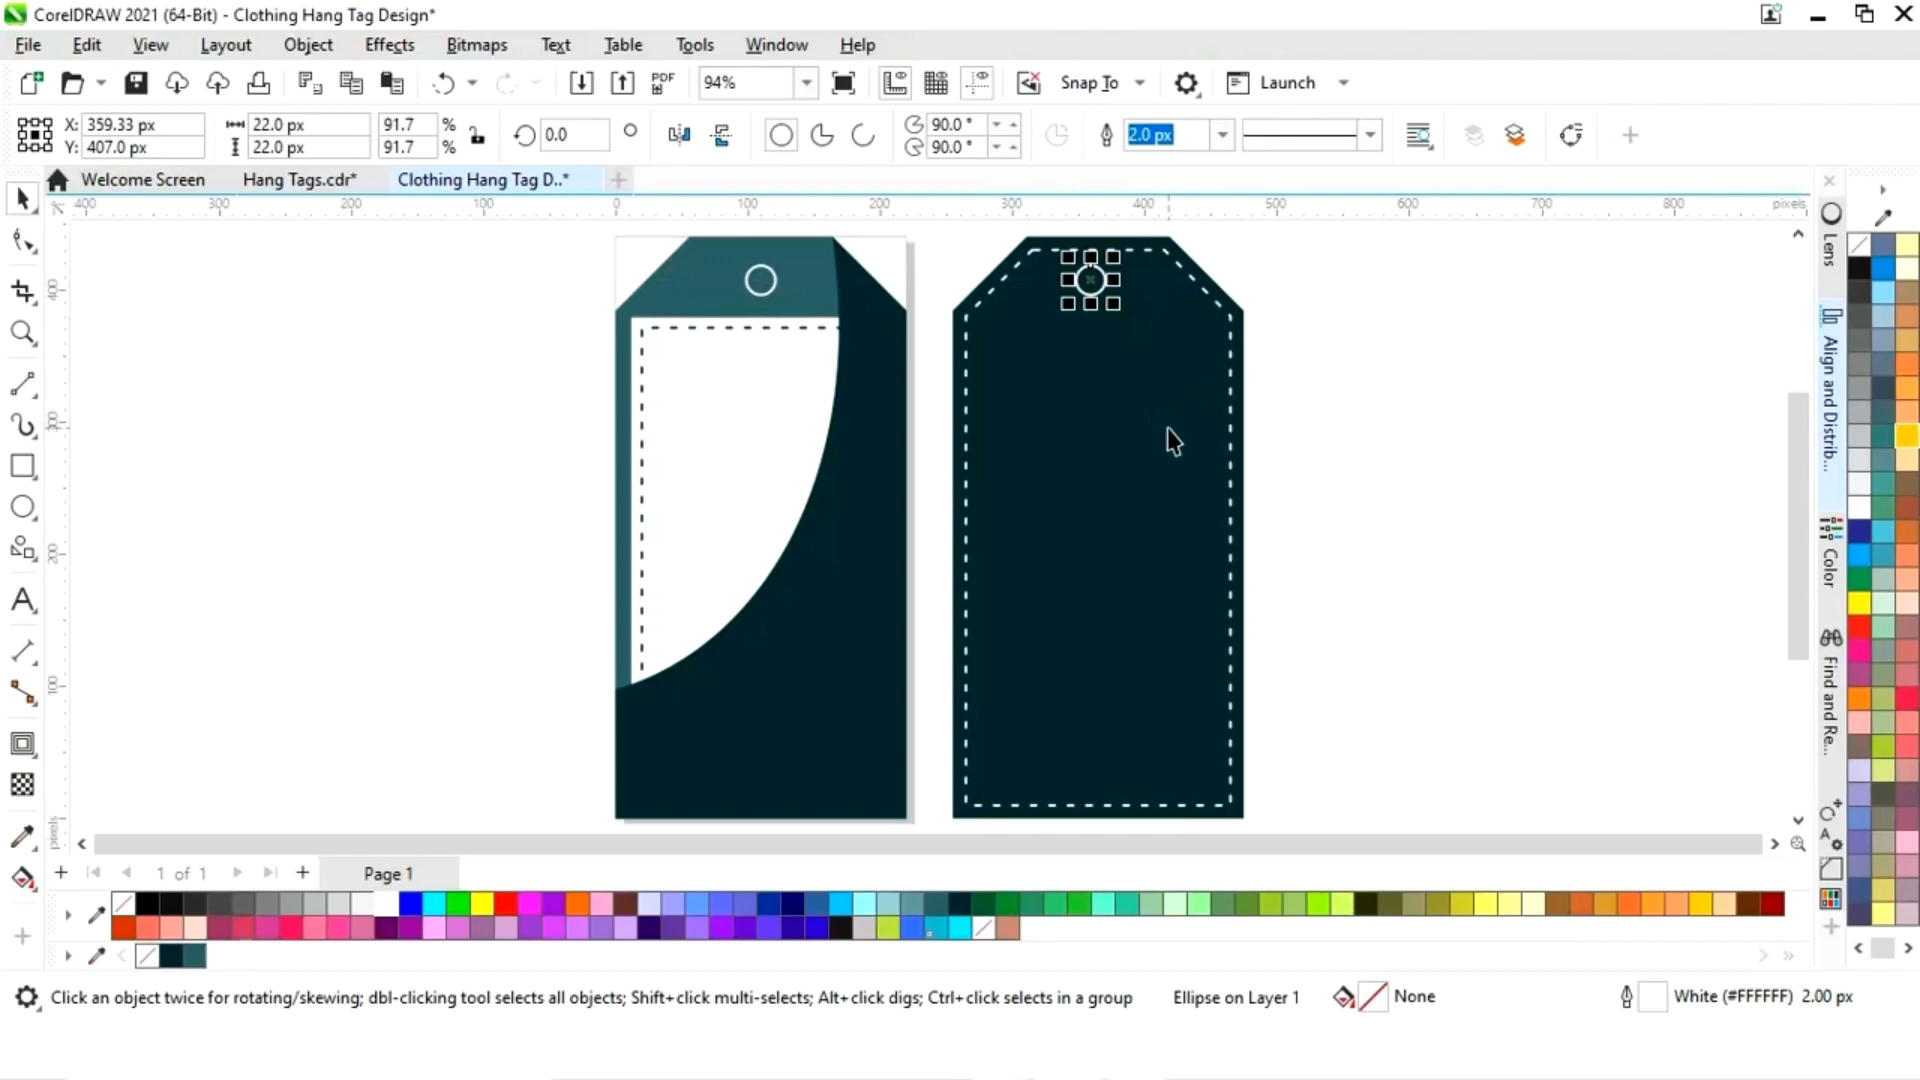 CorelDRAW 2021 (64-Bit) - Clothing Hang Tag Design*
File Edit View Layout Object Effects Bitmaps Text Table Tools Window Help
PDF 94% Snap To Launch
X: 359.33 px 22.0 px 91.7 % 0.0 90.0 ° 2.0 px
Y: 407.0 px 22.0 px 91.7 % 90.0 °
Welcome Screen Hang Tags.cdr* Clothing Hang Tag D..*
400 300 200 100 0 100 200 300 400 500 600 700 800 pixels
400
300
200
100
pixels
Lens
Align and Distrib...
Color
Find and Re...
1 of 1 Page 1
Click an object twice for rotating/skewing; dbl-clicking tool selects all objects; Shift+click multi-selects; Alt+click digs; Ctrl+click selects in a group Ellipse on Layer 1 None White (#FFFFFF) 2.00 px